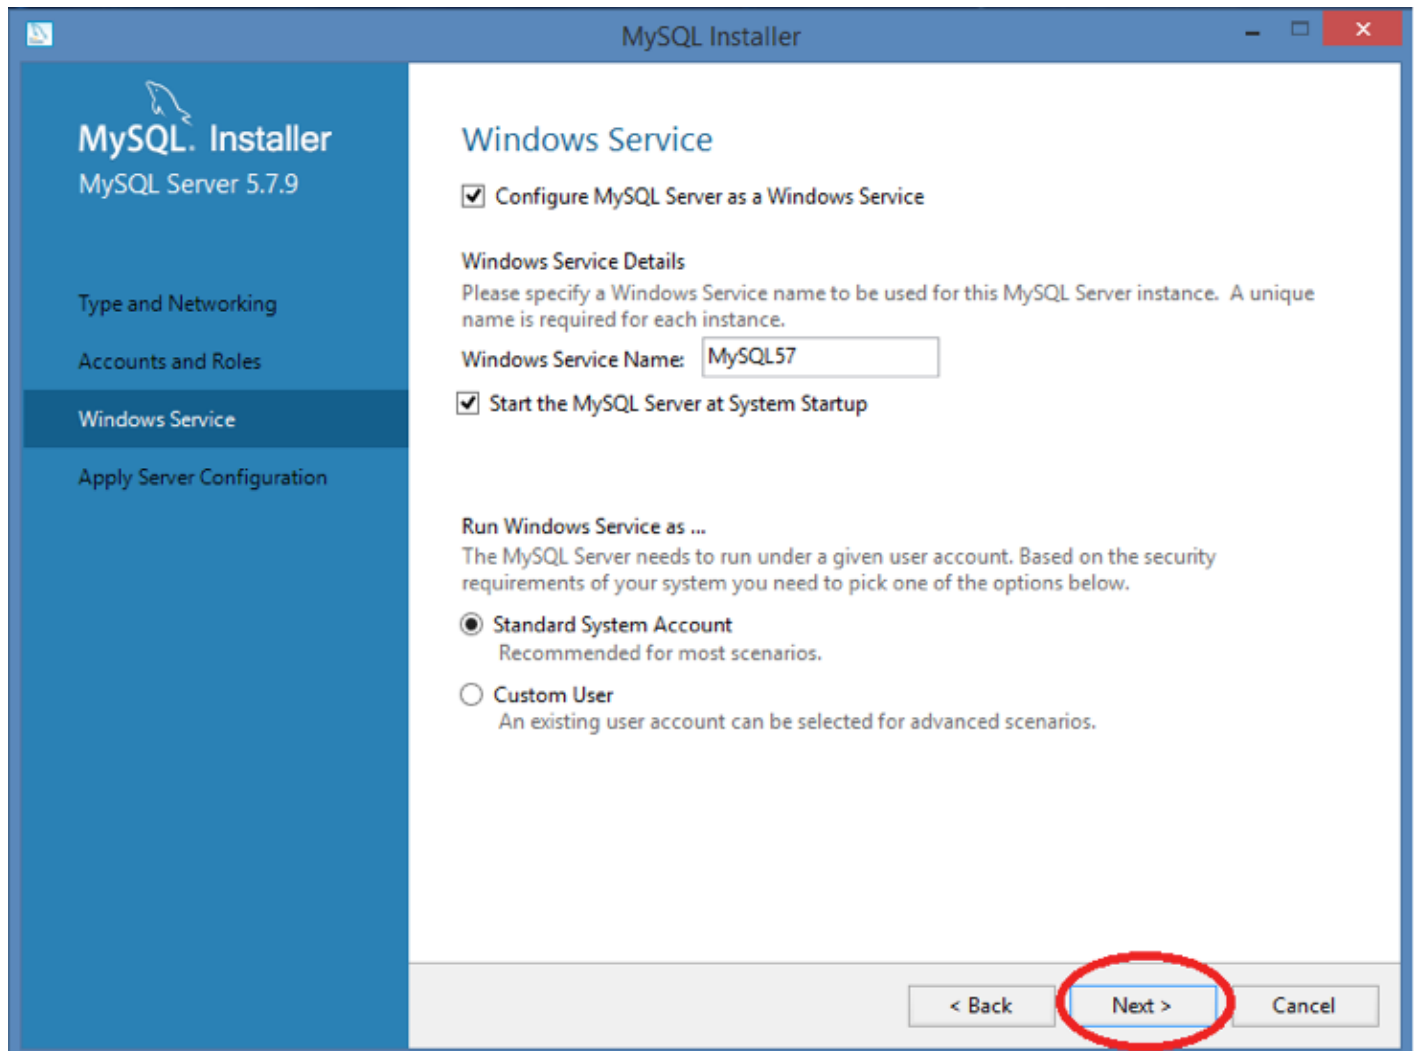 MySQL Installer
MySQL. Installer
MySQL Server 5.7.9
Type and Networking
Accounts and Roles
Windows Service
Apply Server Configuration
Windows Service
Configure MySQL Server as a Windows Service
Windows Service Details
Please specify a Windows Service name to be used for this MySQL Server instance. A unique
name is required for each instance.
Windows Service Name: MySQL57
Start the MySQL Server at System Startup
Run Windows Service as ...
The MySQL Server needs to run under a given user account. Based on the security
requirements of your system you need to pick one of the options below.
Standard System Account
Recommended for most scenarios.
Custom User
An existing user account can be selected for advanced scenarios.
< Back Next > Cancel